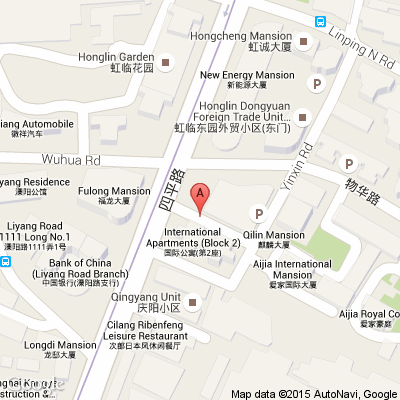 Hongcheng Mansion
虹诚大厦
Linping N Rd
Honglin Garden
虹临花园
New Energy Mansion
新能源大厦
P
Honglin Dongyuan
Foreign Trade Unit...
虹临东园外贸小区(东门)
P
iang Automobile
徽祥汽车
Wuhua Rd
四平路
Yinxin Rd
物华路
yang Residence
溧阳公馆
Fulong Mansion
福龙大厦
A
P
Liyang Road
1111 Long No.1
溧阳路1111弄1号
International
Apartments (Block 2)
国际公寓(第2座)
Qilin Mansion
麒麟大厦
Bank of China
(Liyang Road Branch)
中国银行(溧阳路支行)
Aijia International
Mansion
爱家国际大厦
Qingyang Unit
庆阳小区
Aijia Royal Co
爱家豪庭
Cilang Ribenfeng
Leisure Restaurant
次郎日本风休闲餐厅
Longdi Mansion
龙邸大厦
struction &
Map data ©2015 AutoNavi, Google